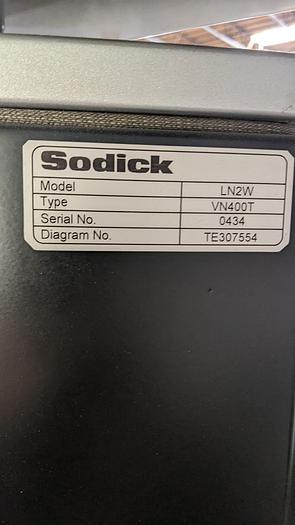 Sodick
Model LN2W
Type VN400T
Serial No. 0434
Diagram No. TE307554